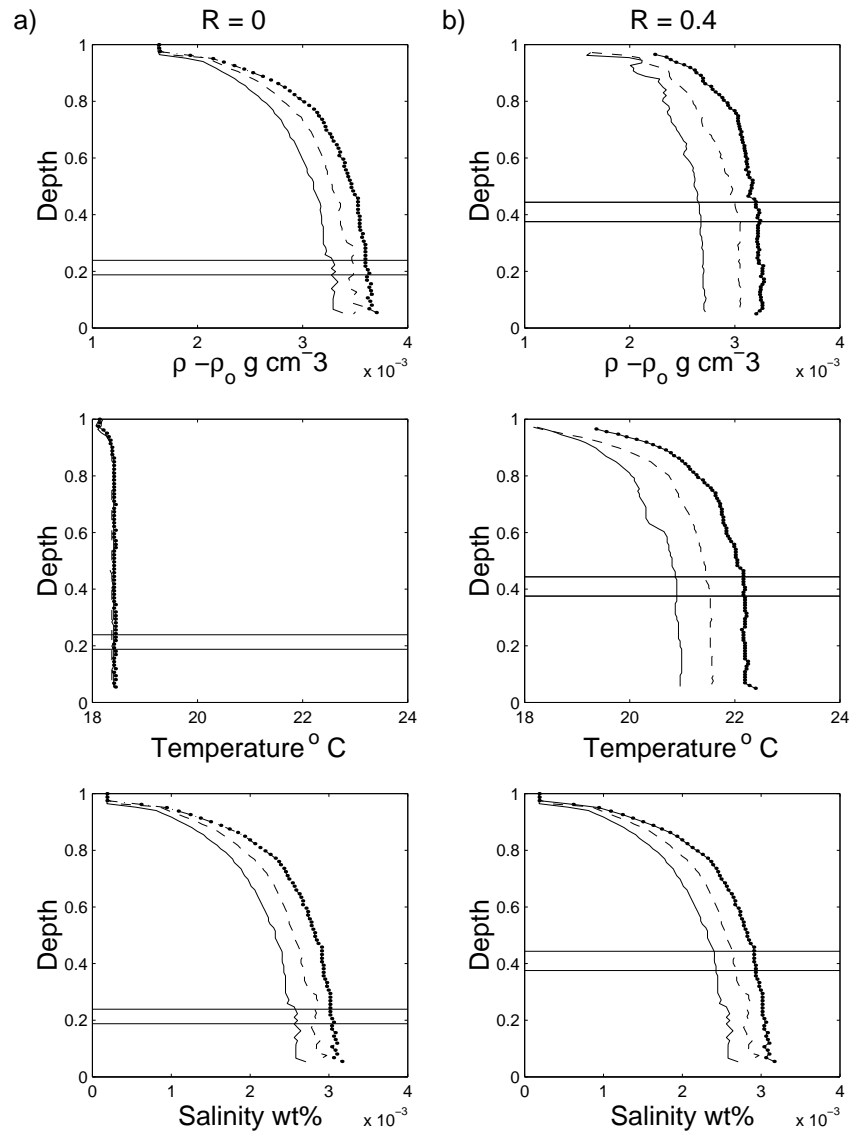 a) R = 0
b) R = 0.4
Depth
1
0.8
0.6
0.4
0.2
0
1 2 3 4
ρ −ρo g cm−3
x 10−3
Depth
1
0.8
0.6
0.4
0.2
0
1 2 3 4
ρ −ρo g cm−3
x 10−3
Depth
1
0.8
0.6
0.4
0.2
0
18 20 22 24
Temperature o C
Depth
1
0.8
0.6
0.4
0.2
0
18 20 22 24
Temperature o C
Depth
1
0.8
0.6
0.4
0.2
0
0 1 2 3 4
Salinity wt%
x 10−3
Depth
1
0.8
0.6
0.4
0.2
0
0 1 2 3 4
Salinity wt%
x 10−3